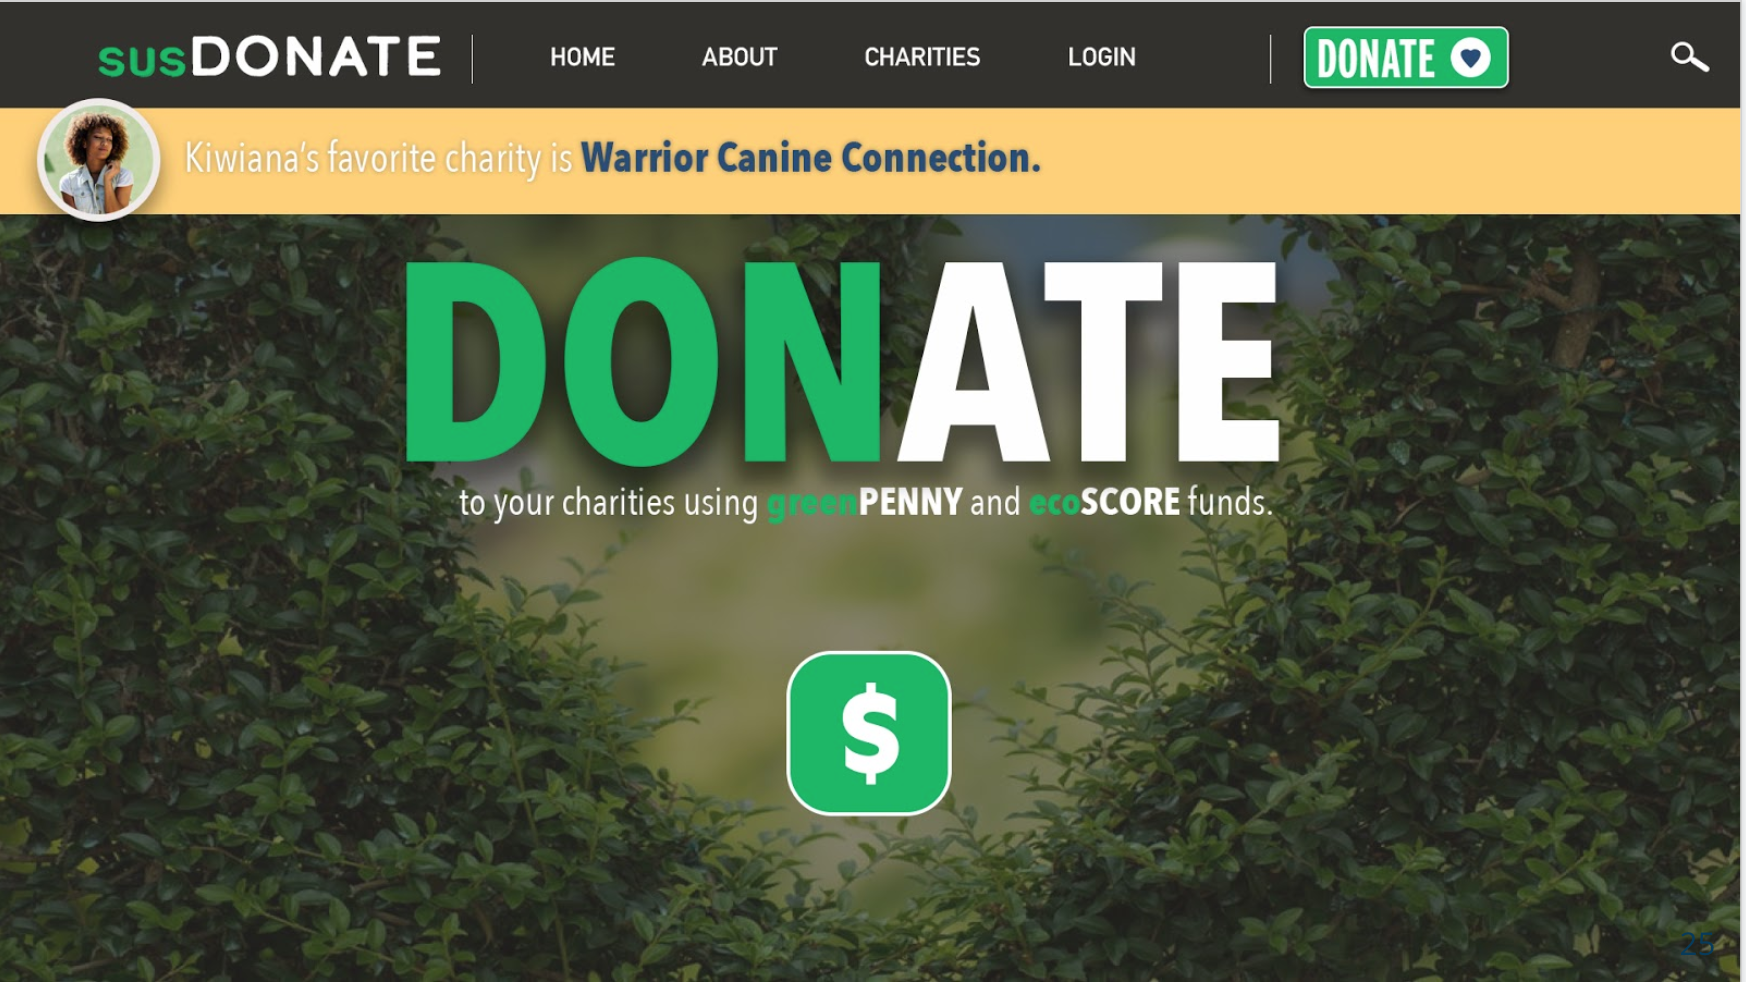 susDONATE
HOME
ABOUT
CHARITIES
LOGIN
DONATE
Kiwiana's favorite charity is Warrior Canine Connection.
DONATE
to your charities using greenPENNY and ecoSCORE funds.
$
25